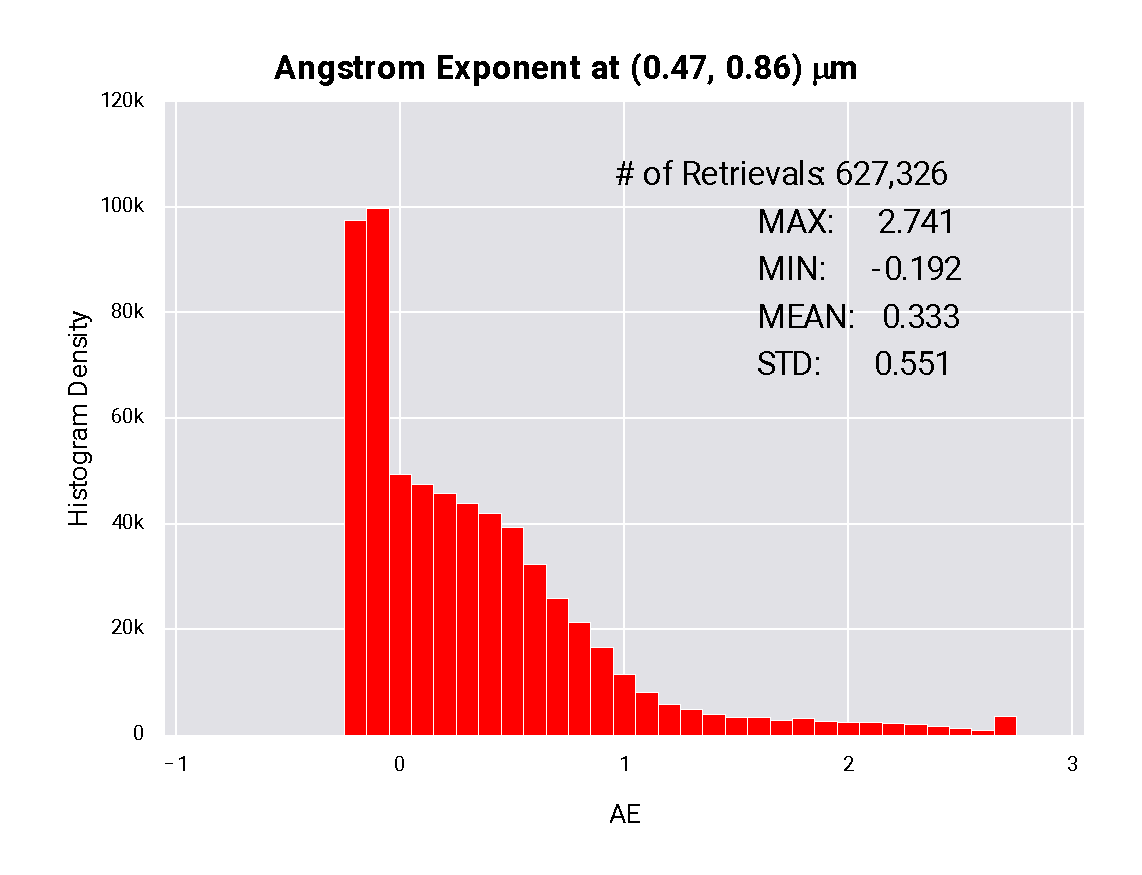 Angstrom Exponent at (0.47, 0.86) μm
120k
100k
80k
60k
40k
20k
0
Histogram Density
# of Retrievals: 627,326
MAX: 2.741
MIN: -0.192
MEAN: 0.333
STD: 0.551
−1 0 1 2 3
AE